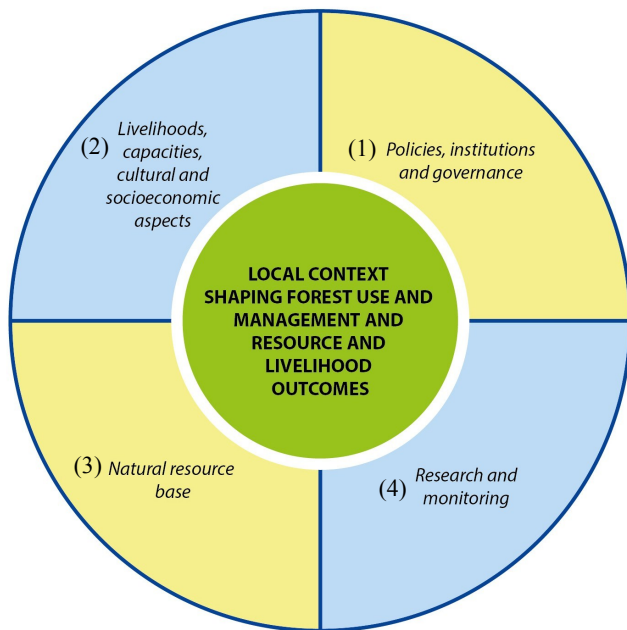 (1) Policies, institutions
and governance
(2) Livelihoods,
capacities,
cultural and
socioeconomic
aspects
LOCAL CONTEXT
SHAPING FOREST USE AND
MANAGEMENT AND
RESOURCE AND
LIVELIHOOD
OUTCOMES
(3) Natural resource
base
(4) Research and
monitoring